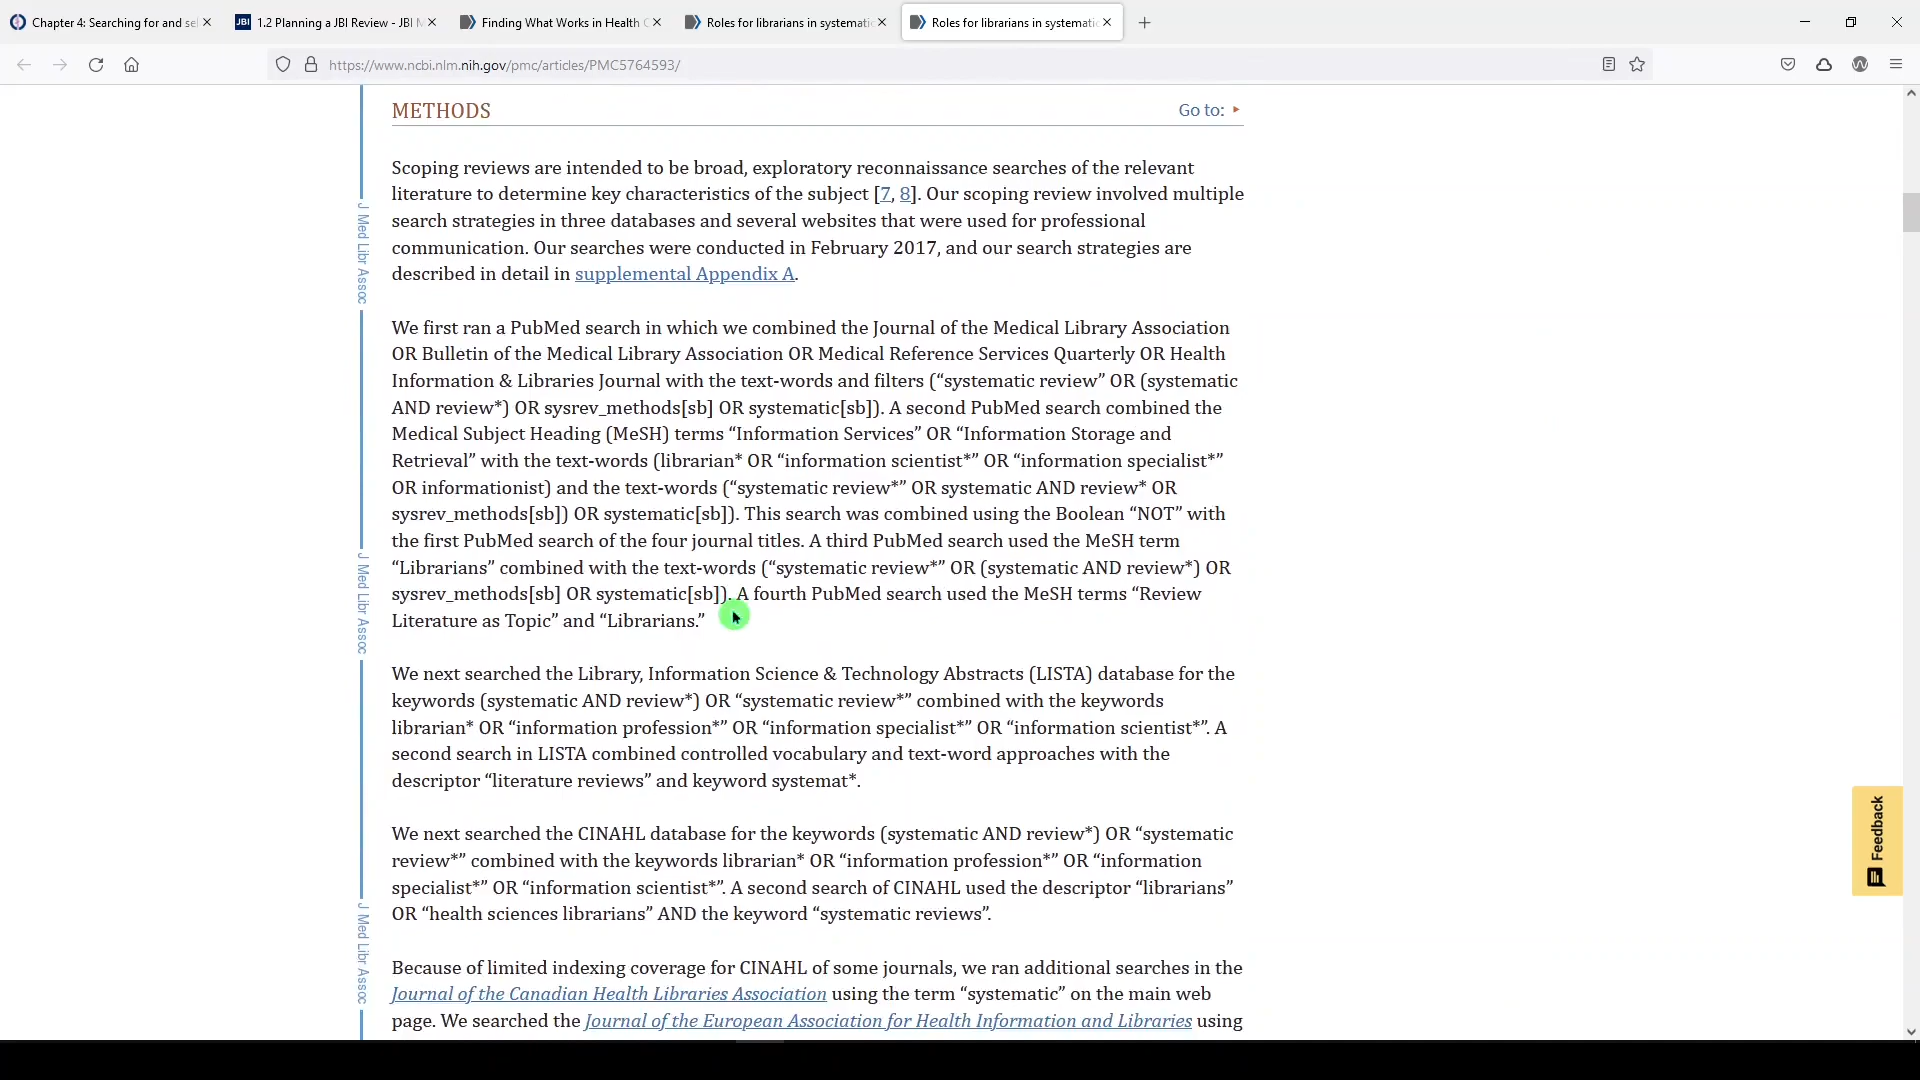 Chapter 4: Searching for and se
1.2 Planning a JBI Review - JBI M
Finding What Works in Health C
Roles for librarians in systematic
Roles for librarians in systematic
https://www.ncbi.nlm.nih.gov/pmc/articles/PMC5764593/
METHODS
Go to:
Scoping reviews are intended to be broad, exploratory reconnaissance searches of the relevant
literature to determine key characteristics of the subject [7, 8]. Our scoping review involved multiple
search strategies in three databases and several websites that were used for professional
communication. Our searches were conducted in February 2017, and our search strategies are
described in detail in supplemental Appendix A.
We first ran a PubMed search in which we combined the Journal of the Medical Library Association
OR Bulletin of the Medical Library Association OR Medical Reference Services Quarterly OR Health
Information & Libraries Journal with the text-words and filters (“systematic review” OR (systematic
AND review*) OR sysrev_methods[sb] OR systematic[sb]). A second PubMed search combined the
Medical Subject Heading (MeSH) terms “Information Services” OR “Information Storage and
Retrieval” with the text-words (librarian* OR “information scientist*” OR “information specialist*”
OR informationist) and the text-words (“systematic review*” OR systematic AND review* OR
sysrev_methods[sb]) OR systematic[sb]). This search was combined using the Boolean “NOT” with
the first PubMed search of the four journal titles. A third PubMed search used the MeSH term
“Librarians” combined with the text-words (“systematic review*” OR (systematic AND review*) OR
sysrev_methods[sb] OR systematic[sb]). A fourth PubMed search used the MeSH terms “Review
Literature as Topic” and “Librarians.”
We next searched the Library, Information Science & Technology Abstracts (LISTA) database for the
keywords (systematic AND review*) OR “systematic review*” combined with the keywords
librarian* OR “information profession*” OR “information specialist*” OR “information scientist*”. A
second search in LISTA combined controlled vocabulary and text-word approaches with the
descriptor “literature reviews” and keyword systemat*.
We next searched the CINAHL database for the keywords (systematic AND review*) OR “systematic
review*” combined with the keywords librarian* OR “information profession*” OR “information
specialist*” OR “information scientist*”. A second search of CINAHL used the descriptor “librarians”
OR “health sciences librarians” AND the keyword “systematic reviews”.
Because of limited indexing coverage for CINAHL of some journals, we ran additional searches in the
Journal of the Canadian Health Libraries Association using the term “systematic” on the main web
page. We searched the Journal of the European Association for Health Information and Libraries using
J Med Libr Assoc
J Med Libr Assoc
J Med Libr Assoc
Feedback